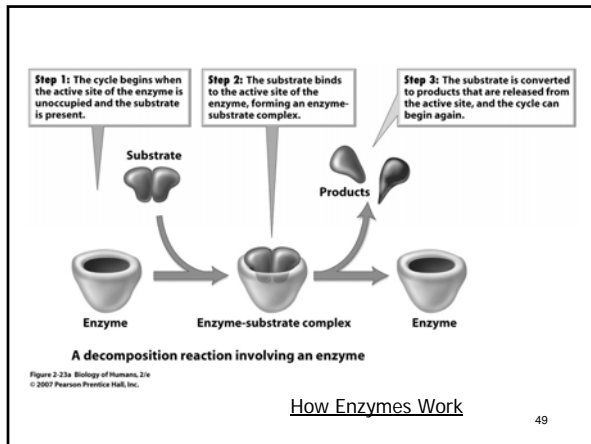 Step 1: The cycle begins when
the active site of the enzyme is
unoccupied and the substrate
is present.
Step 2: The substrate binds
to the active site of the
enzyme, forming an enzyme-
substrate complex.
Step 3: The substrate is converted
to products that are released from
the active site, and the cycle can
begin again.
Substrate
Products
Enzyme
Enzyme-substrate complex
Enzyme
A decomposition reaction involving an enzyme
Figure 2-23a Biology of Humans, 2/e
© 2007 Pearson Prentice Hall, Inc.
How Enzymes Work
49